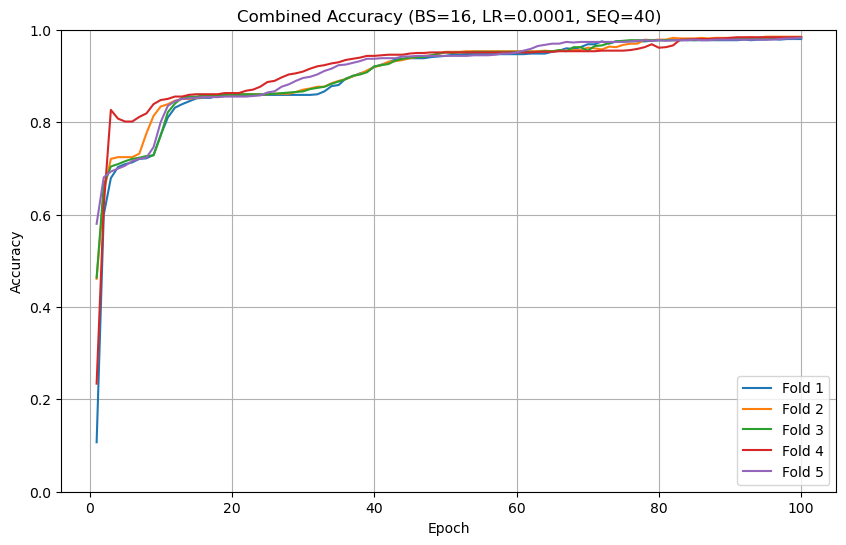 Combined Accuracy (BS=16, LR=0.0001, SEQ=40)
1.0
0.8
0.6
0.4
0.2
0.0
Accuracy
0 20 40 60 80 100
Epoch
Fold 1
Fold 2
Fold 3
Fold 4
Fold 5